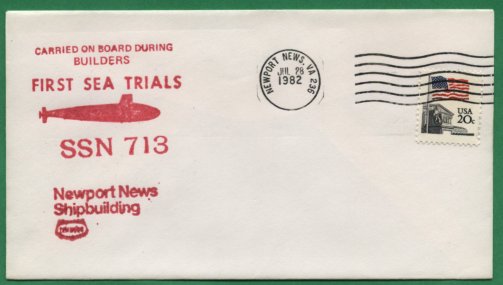 CARRIED ON BOARD DURING
BUILDERS
FIRST SEA TRIALS
SSN 713
Newport News
Shipbuilding
NEWPORT NEWS, VA 236
JUL 28
1982
USA
20c